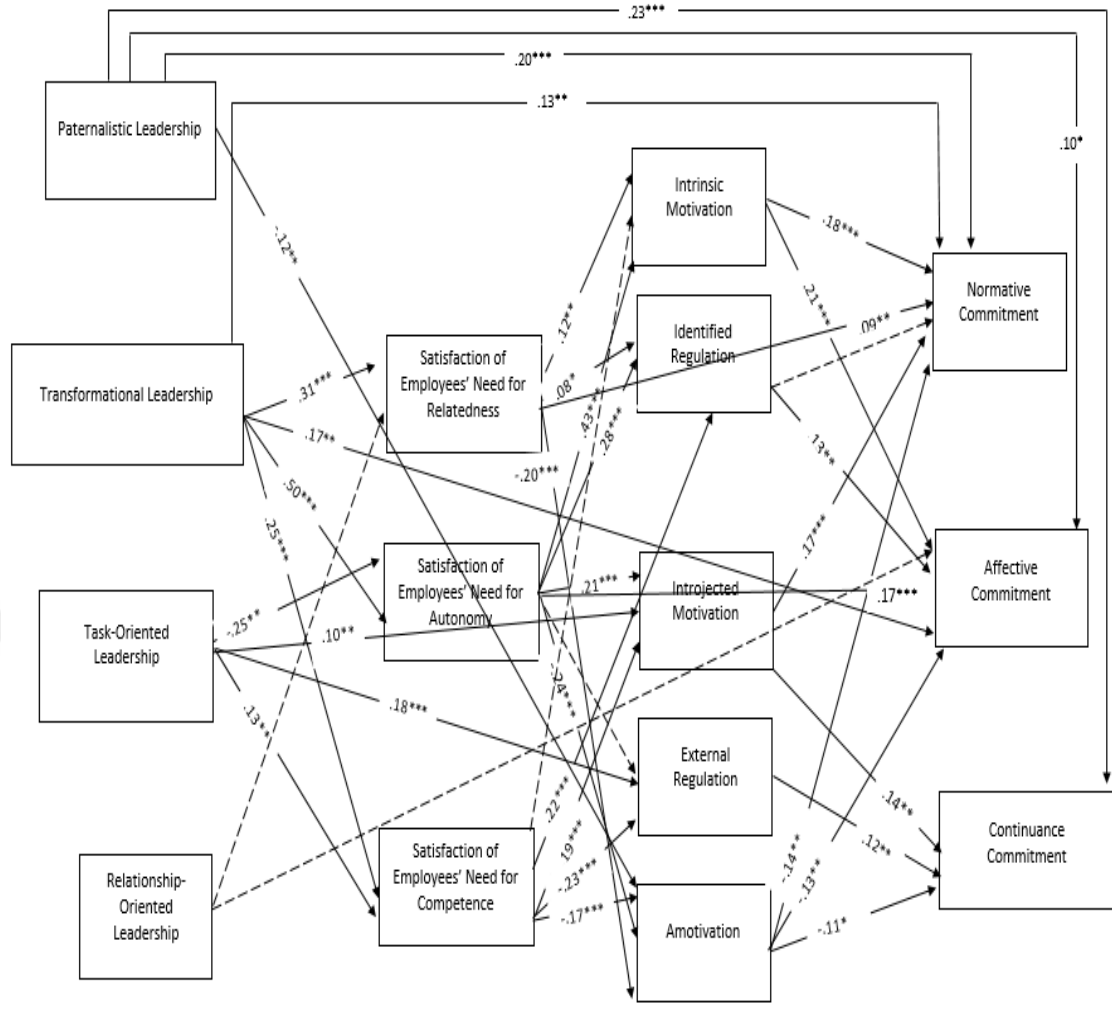 .23***
.20***
.13**
.10*
Paternalistic Leadership
-.12**
Intrinsic
Motivation
.18***
.21***
Normative
Commitment
.12**
.09**
Identified
Regulation
Satisfaction of
Employees’ Need for
Relatedness
.08*
.31***
Transformational Leadership
.17**
.43***
.28***
.13**
-.20***
.50***
.25***
.17***
Satisfaction of
Employees’ Need for
Autonomy
.21***
Introjected
Motivation
.17***
Affective
Commitment
-.25**
.10**
Task-Oriented
Leadership
-.24***
.18***
.13**
External
Regulation
.14**
.22***
.12**
Continuance
Commitment
Satisfaction of
Employees’ Need for
Competence
.19***
-.23***
-.17***
-.14**
-.13**
-.11*
Relationship-
Oriented
Leadership
Amotivation